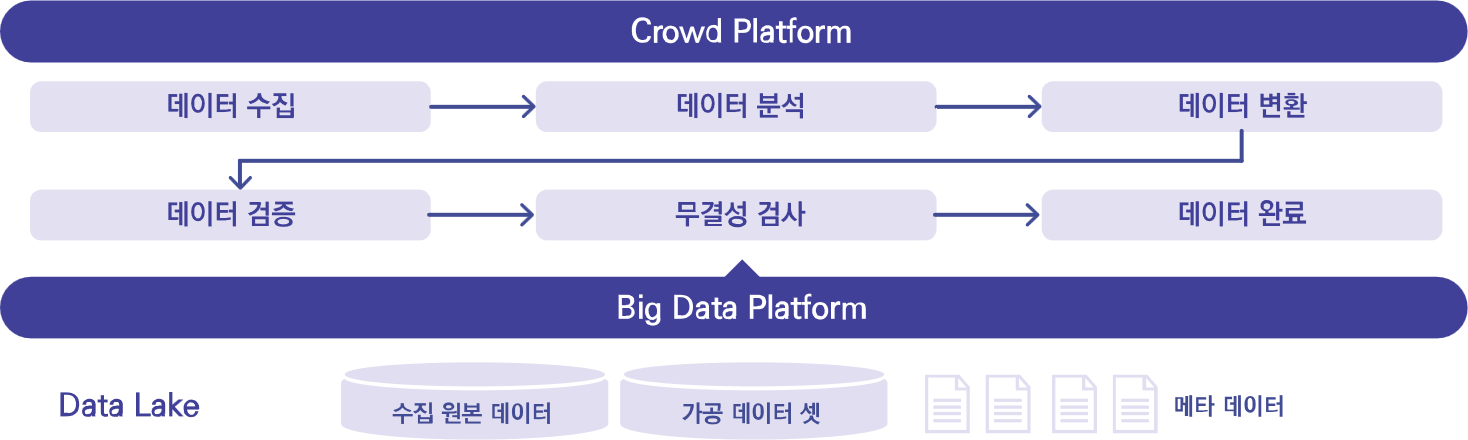 Crowd Platform
데이터 수집
데이터 분석
데이터 변환
데이터 검증
무결성 검사
데이터 완료
Big Data Platform
Data Lake
수집 원본 데이터
가공 데이터 셋
메타 데이터